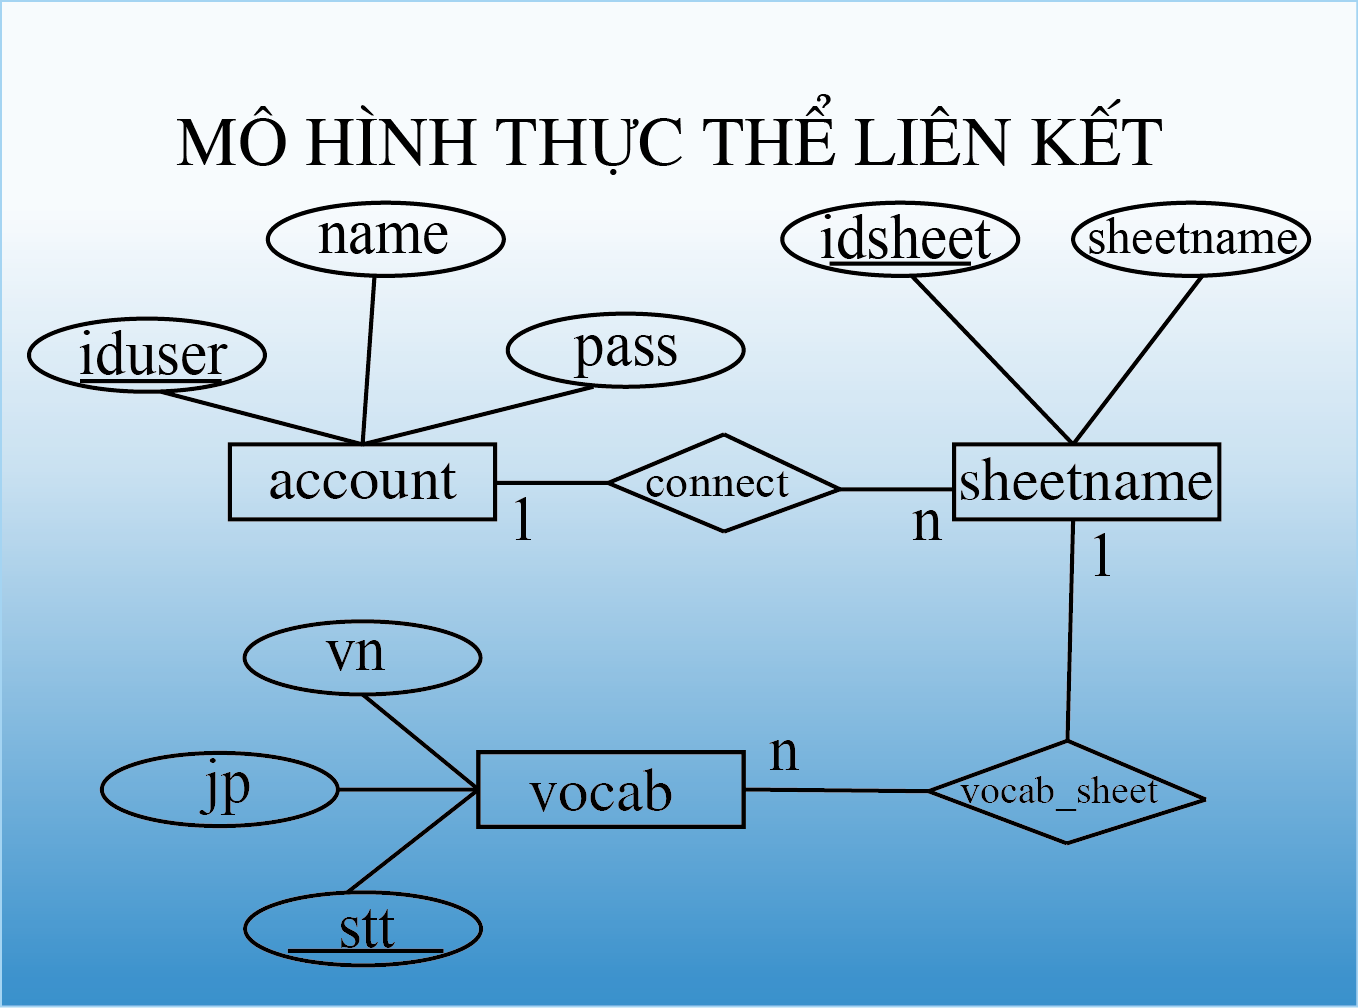 MÔ HÌNH THỰC THỂ LIÊN KẾT
name
idsheet
sheetname
iduser
pass
account
1
connect
n
sheetname
1
vn
jp
vocab
n
vocab_sheet
stt